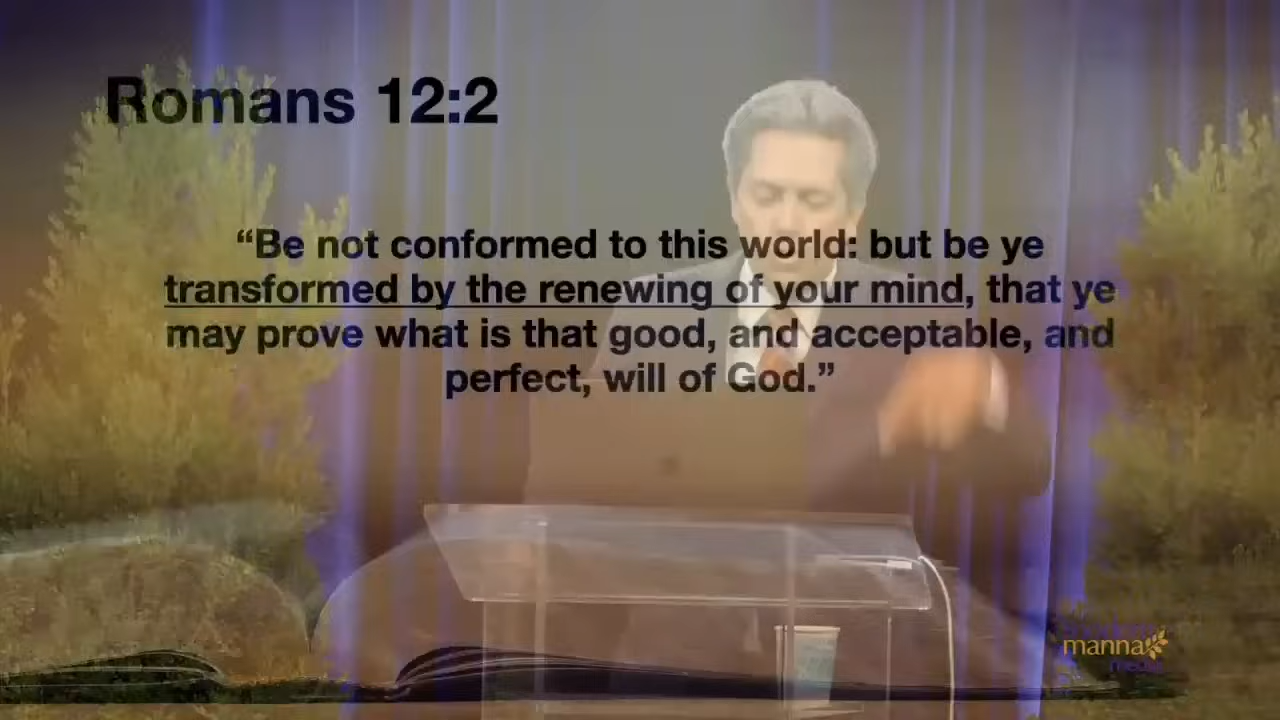 Romans 12:2
“Be not conformed to this world: but be ye
transformed by the renewing of your mind, that ye
may prove what is that good, and acceptable, and
perfect, will of God.”
manna
media